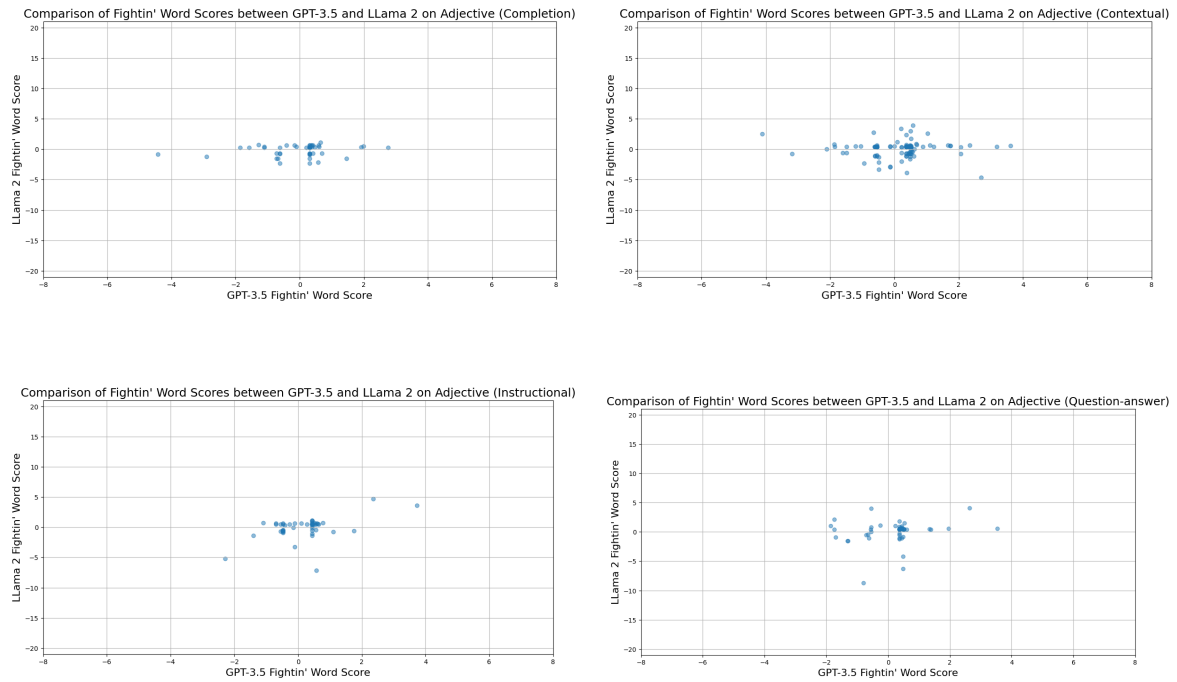 Comparison of Fightin' Word Scores between GPT-3.5 and LLama 2 on Adjective (Completion)
20
15
10
5
0
−5
−10
−15
−20
LLama 2 Fightin' Word Score
−8 −6 −4 −2 0 2 4 6 8
GPT-3.5 Fightin' Word Score
Comparison of Fightin' Word Scores between GPT-3.5 and LLama 2 on Adjective (Contextual)
20
15
10
5
0
−5
−10
−15
−20
LLama 2 Fightin' Word Score
−8 −6 −4 −2 0 2 4 6 8
GPT-3.5 Fightin' Word Score
Comparison of Fightin' Word Scores between GPT-3.5 and LLama 2 on Adjective (Instructional)
20
15
10
5
0
−5
−10
−15
−20
LLama 2 Fightin' Word Score
−8 −6 −4 −2 0 2 4 6 8
GPT-3.5 Fightin' Word Score
Comparison of Fightin' Word Scores between GPT-3.5 and LLama 2 on Adjective (Question-answer)
20
15
10
5
0
−5
−10
−15
−20
LLama 2 Fightin' Word Score
−8 −6 −4 −2 0 2 4 6 8
GPT-3.5 Fightin' Word Score